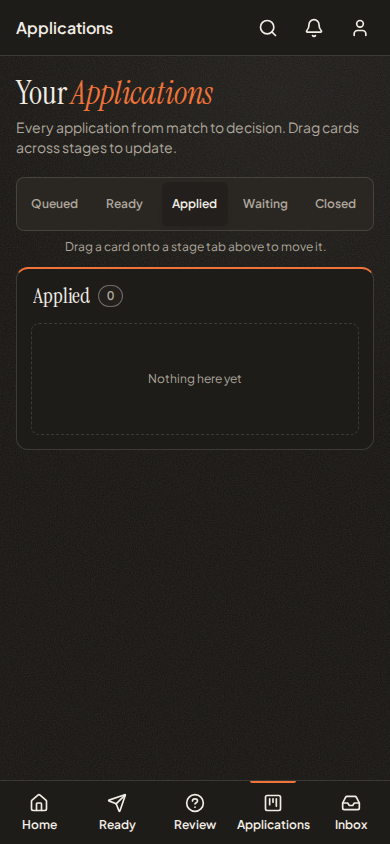 Applications
Your Applications
Every application from match to decision. Drag cards
across stages to update.
Queued Ready Applied Waiting Closed
Drag a card onto a stage tab above to move it.
Applied 0
Nothing here yet
Home Ready Review Applications Inbox